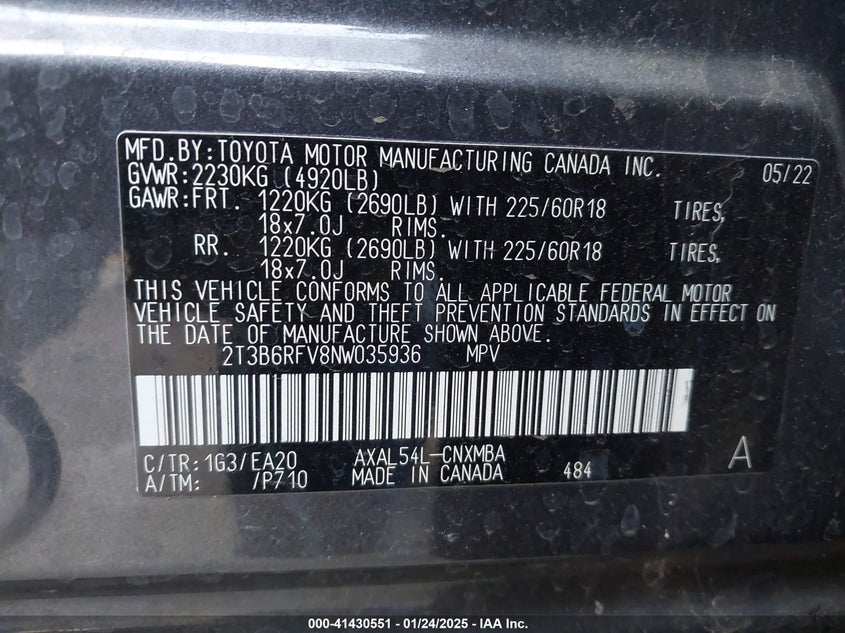 MFD.BY:TOYOTA MOTOR MANUFACTURING CANADA INC. 05/22
GVWR:2230KG (4920LB)
GAWR:FRT. 1220KG (2690LB) WITH 225/60R18 TIRES,
18x7.0J RIMS.
RR. 1220KG (2690LB) WITH 225/60R18 TIRES,
18x7.0J RIMS.
THIS VEHICLE CONFORMS TO ALL APPLICABLE FEDERAL MOTOR
VEHICLE SAFETY AND THEFT PREVENTION STANDARDS IN EFFECT ON
THE DATE OF MANUFACTURE SHOWN ABOVE.
2T3B6RFV8NW035936 MPV
C/TR:1G3/EA20 AXAL54L-CNXMBA A
A/TM: /P710 MADE IN CANADA 484
000-41430551 — 01/24/2025 — IAA Inc.